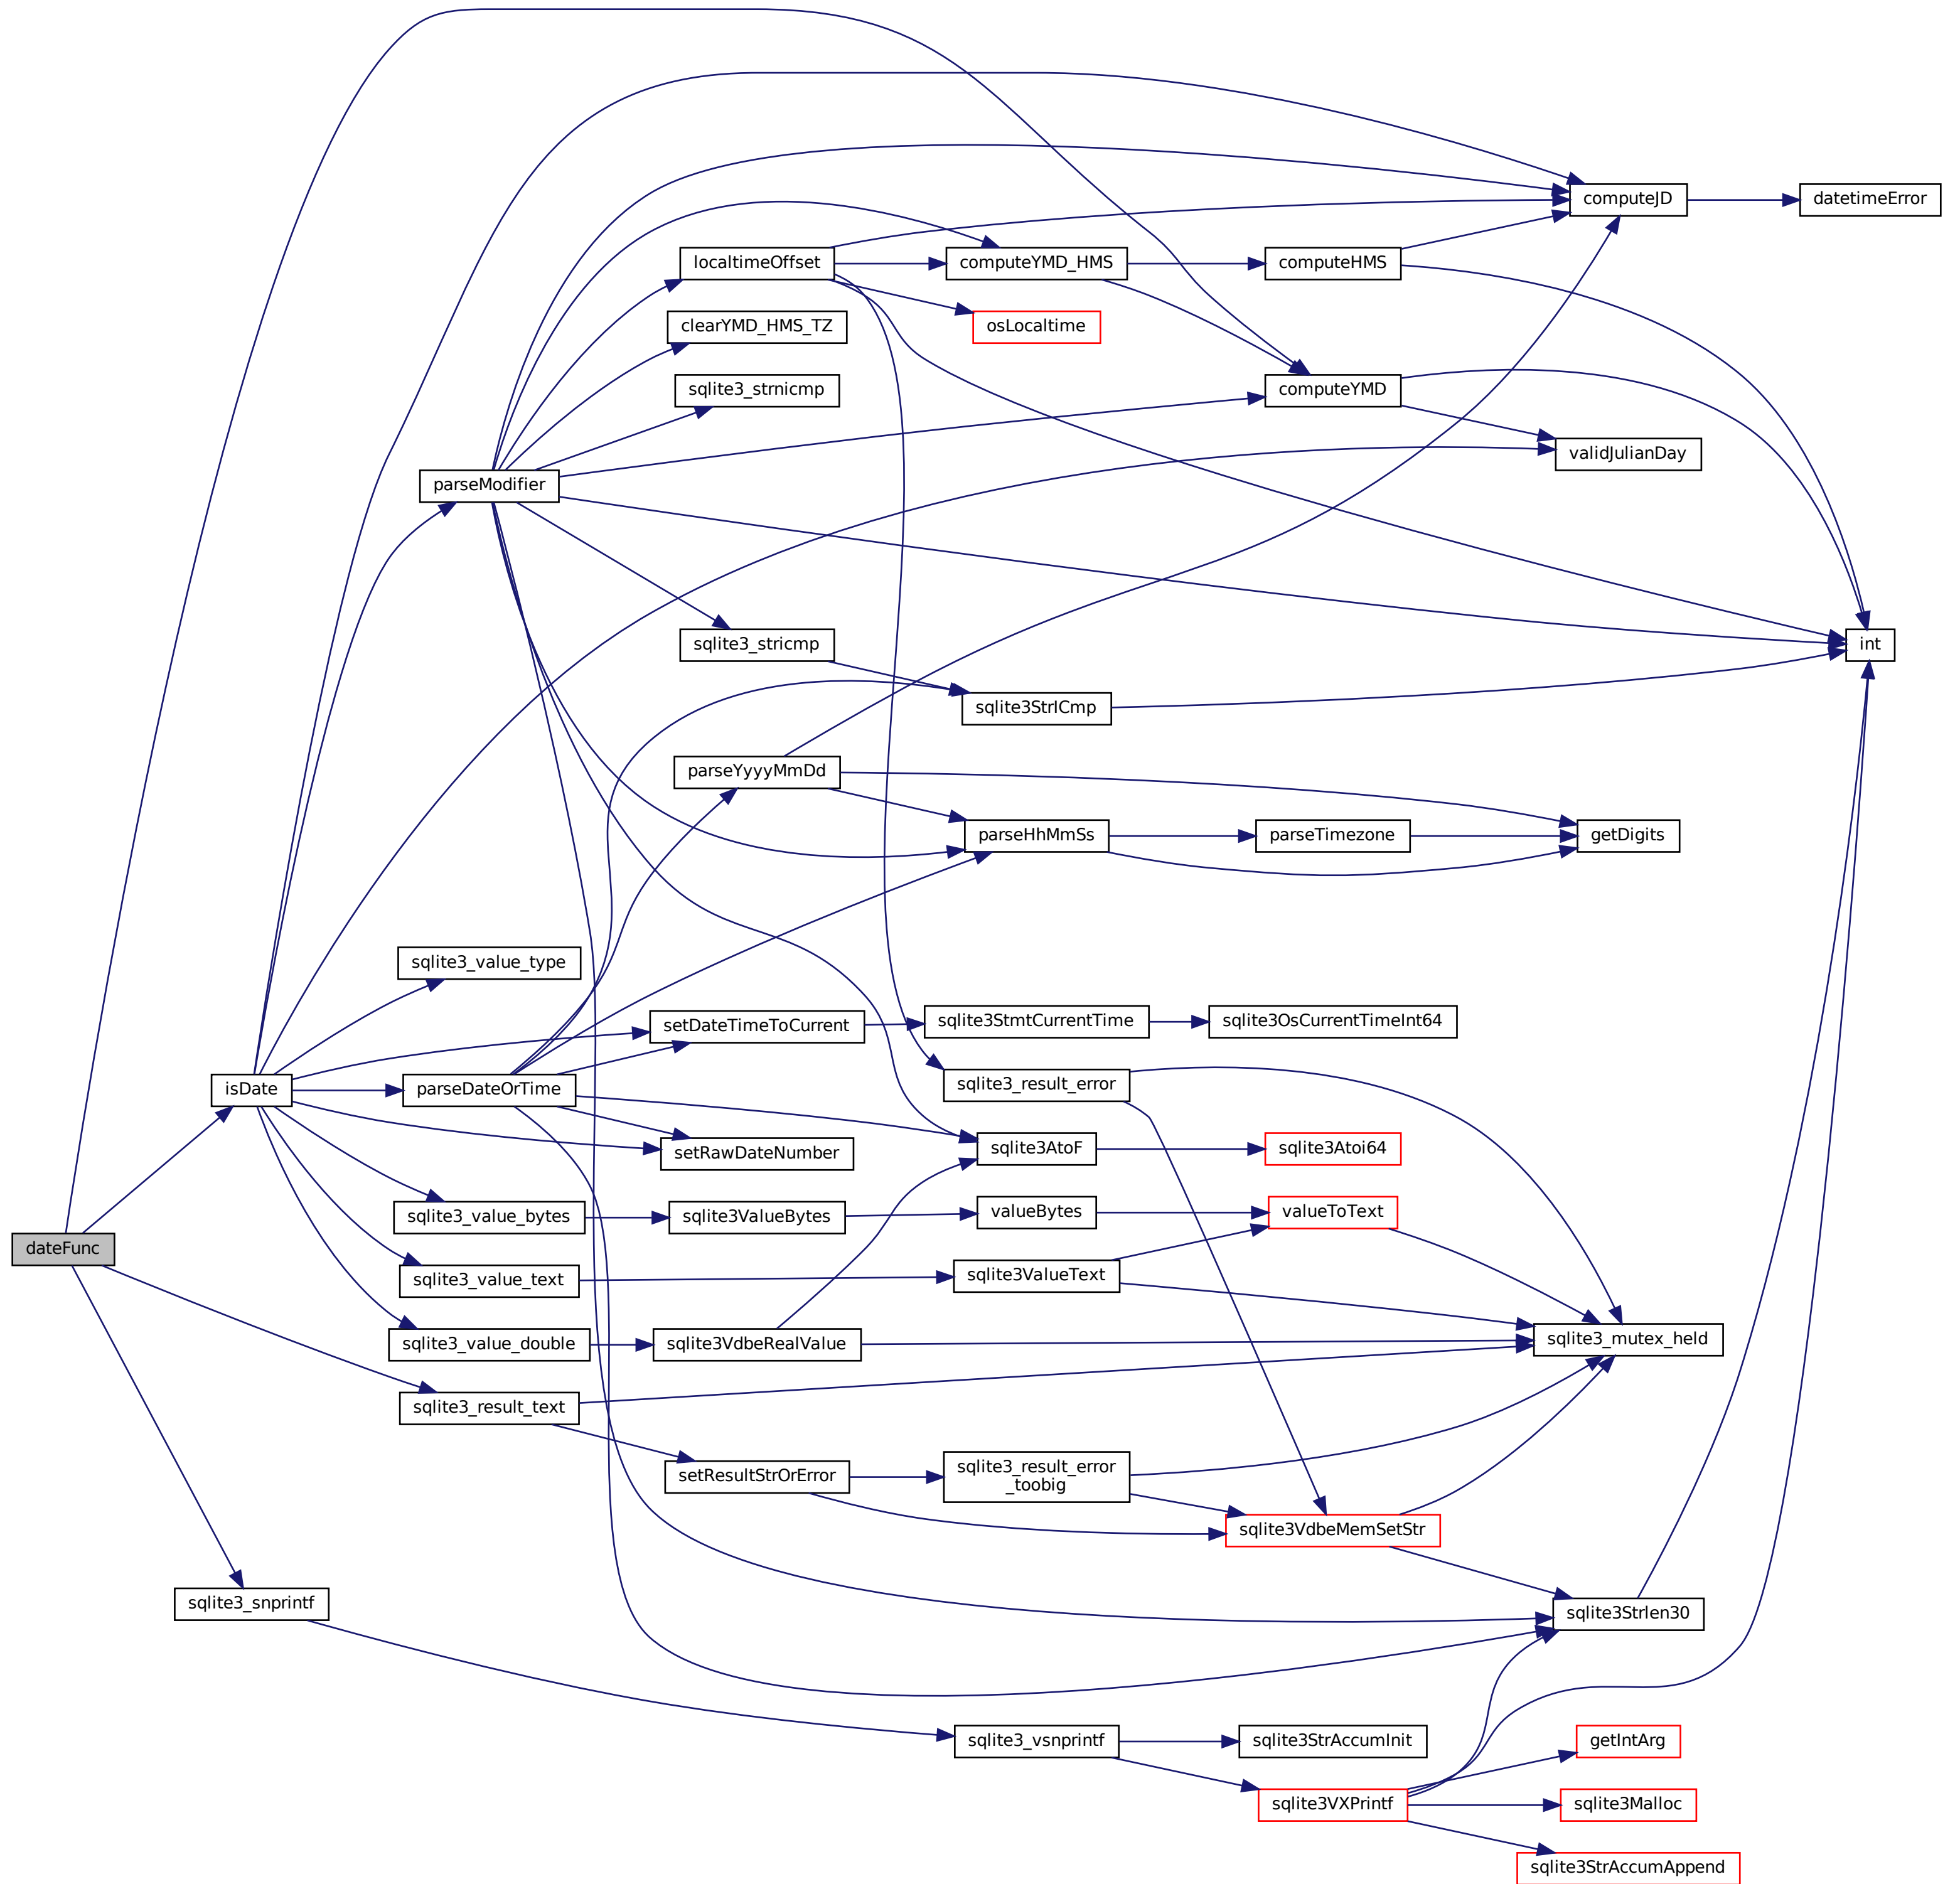 computeJD
datetimeError
localtimeOffset
computeYMD_HMS
computeHMS
clearYMD_HMS_TZ
osLocaltime
sqlite3_strnicmp
computeYMD
validJulianDay
parseModifier
sqlite3_stricmp
int
sqlite3StrICmp
parseYyyyMmDd
parseHhMmSs
parseTimezone
getDigits
sqlite3_value_type
setDateTimeToCurrent
sqlite3StmtCurrentTime
sqlite3OsCurrentTimeInt64
isDate
parseDateOrTime
sqlite3_result_error
setRawDateNumber
sqlite3AtoF
sqlite3Atoi64
sqlite3_value_bytes
sqlite3ValueBytes
valueBytes
valueToText
dateFunc
sqlite3_value_text
sqlite3ValueText
sqlite3_value_double
sqlite3VdbeRealValue
sqlite3_mutex_held
sqlite3_result_text
setResultStrOrError
sqlite3_result_error
_toobig
sqlite3VdbeMemSetStr
sqlite3_snprintf
sqlite3Strlen30
sqlite3_vsnprintf
sqlite3StrAccumInit
getIntArg
sqlite3VXPrintf
sqlite3Malloc
sqlite3StrAccumAppend